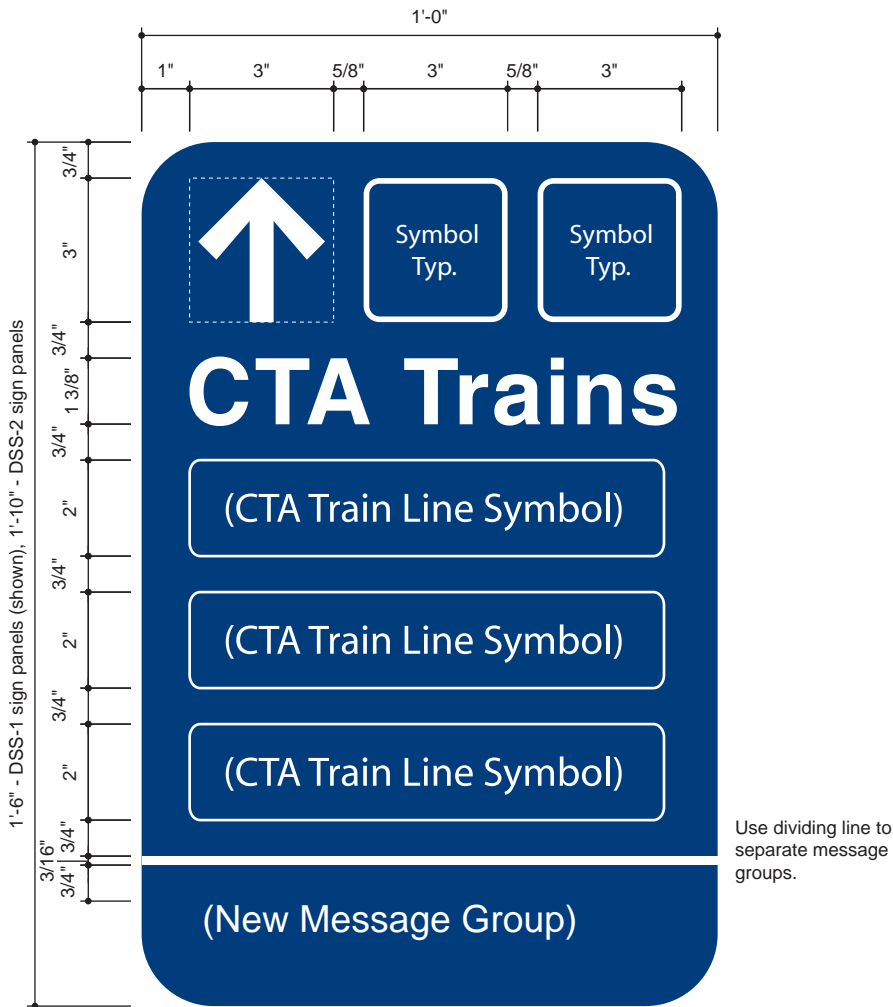 1'-0"
1"
3"
5/8"
3"
5/8"
3"
3/4"
3"
3/4"
1 3/8"
3/4"
2"
3/4"
2"
3/4"
2"
3/4"
3/16"
3/4"
1'-6" - DSS-1 sign panels (shown), 1'-10" - DSS-2 sign panels
Symbol
Typ.
Symbol
Typ.
CTA Trains
(CTA Train Line Symbol)
(CTA Train Line Symbol)
(CTA Train Line Symbol)
Use dividing line to
separate message
groups.
(New Message Group)